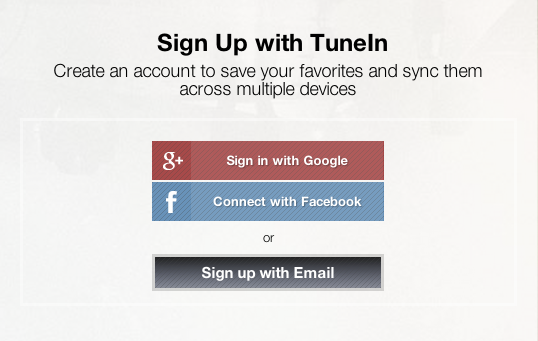 Sign Up with TuneIn
Create an account to save your favorites and sync them
across multiple devices
g+ Sign in with Google
f Connect with Facebook
or
Sign up with Email